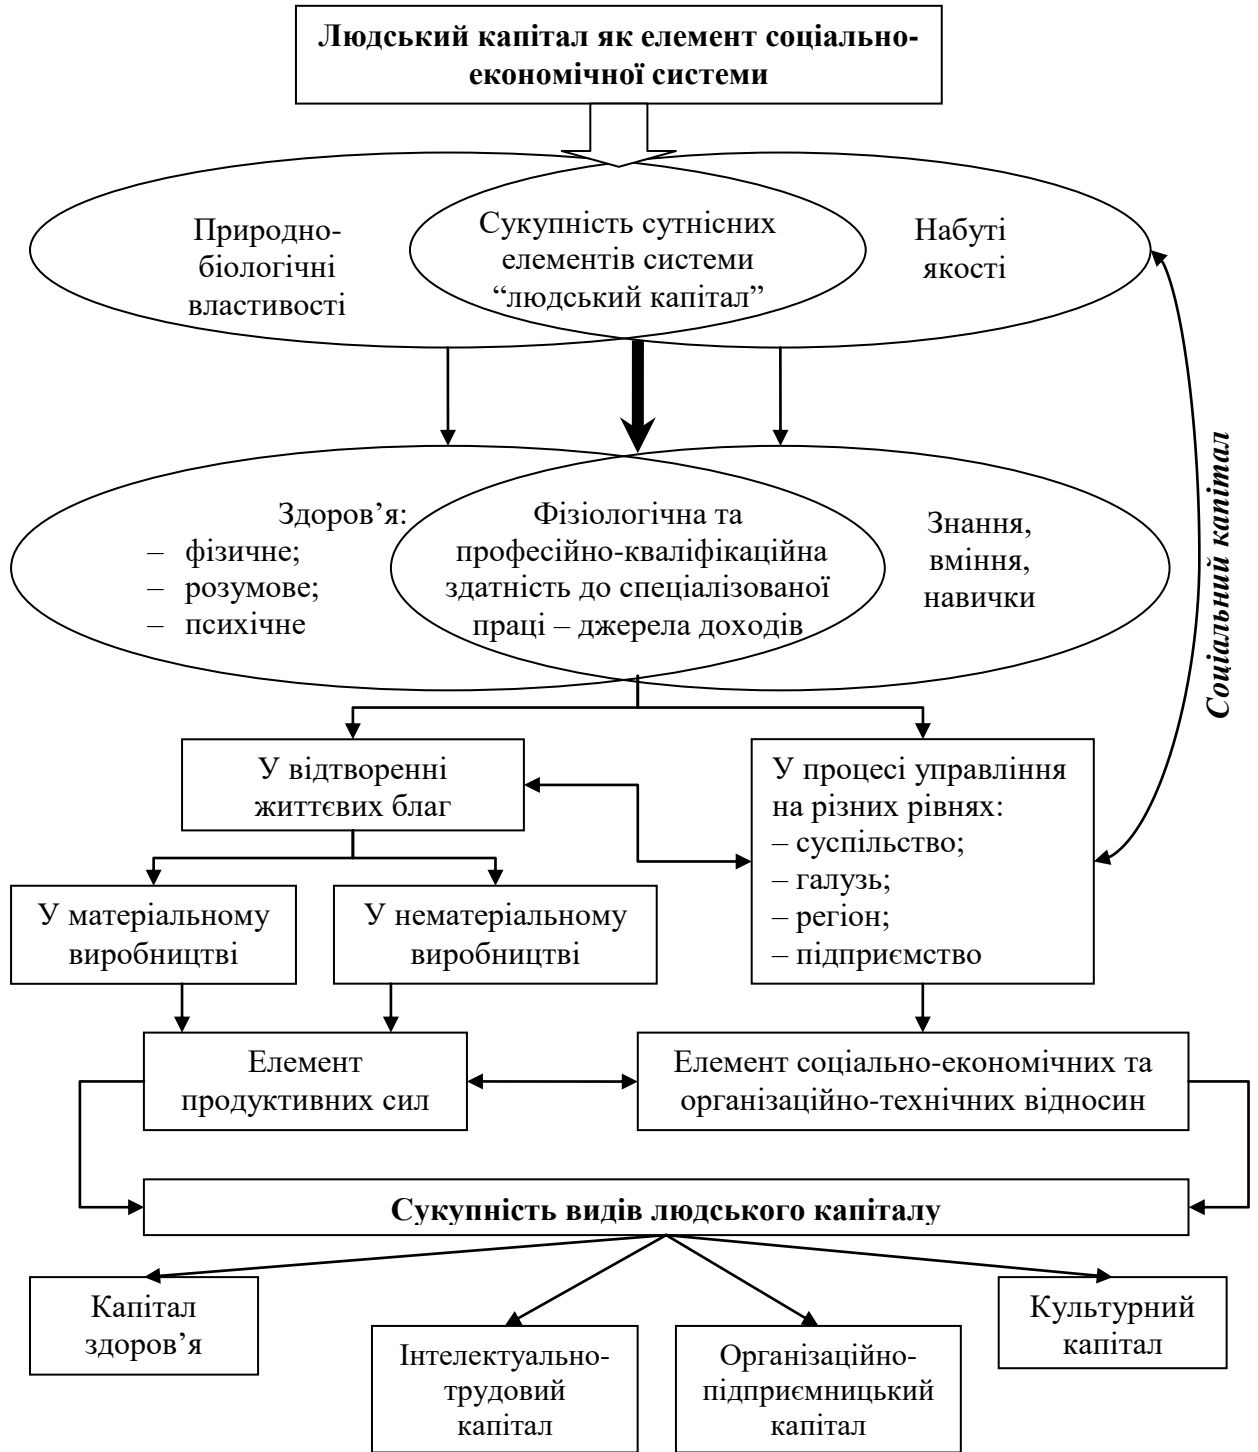 Людський капітал як елемент соціально-
економічної системи
Природно-
біологічні
властивості
Сукупність сутнісних
елементів системи
“людський капітал”
Набуті
якості
Соціальний капітал
Здоров’я:
– фізичне;
– розумове;
– психічне
Фізіологічна та
професійно-кваліфікаційна
здатність до спеціалізованої
праці – джерела доходів
Знання,
вміння,
навички
У відтворенні
життєвих благ
У процесі управління
на різних рівнях:
– суспільство;
– галузь;
– регіон;
– підприємство
У матеріальному
виробництві
У нематеріальному
виробництві
Елемент
продуктивних сил
Елемент соціально-економічних та
організаційно-технічних відносин
Сукупність видів людського капіталу
Капітал
здоров’я
Інтелектуально-
трудовий
капітал
Організаційно-
підприємницький
капітал
Культурний
капітал